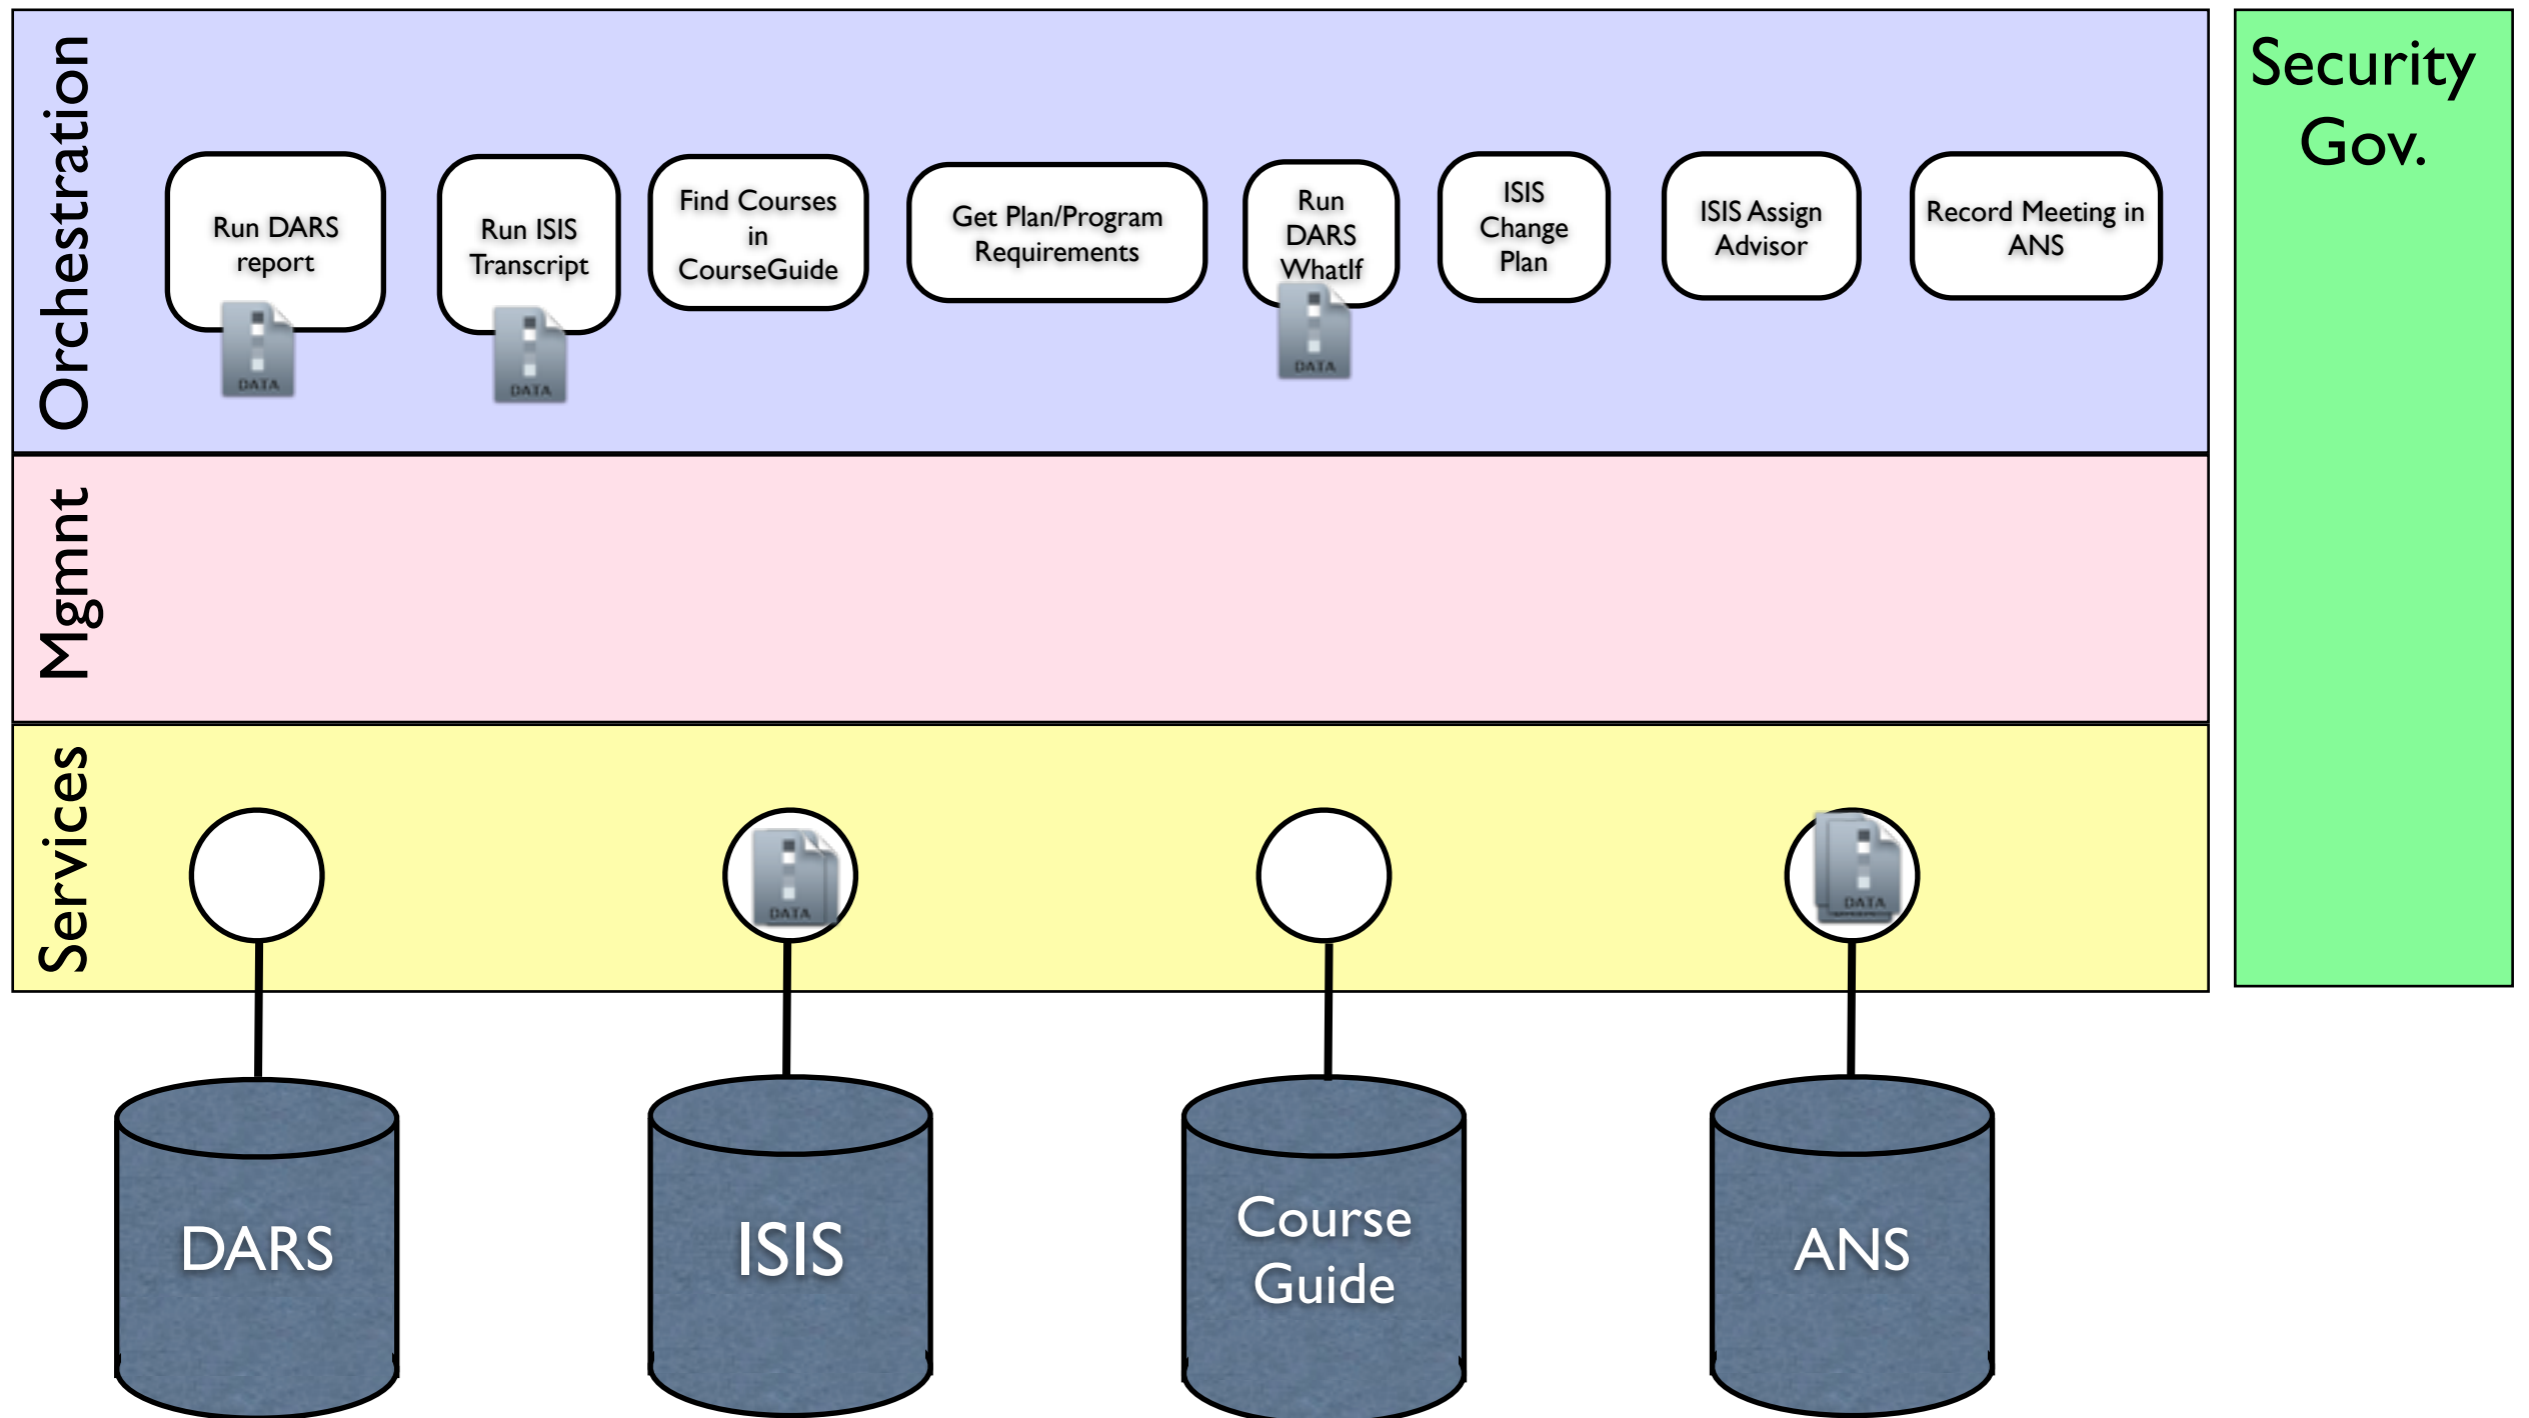 Orchestration
Run DARS
report
DATA
Run ISIS
Transcript
DATA
Find Courses
in
CourseGuide
Get Plan/Program
Requirements
Run
DARS
WhatIf
DATA
ISIS
Change
Plan
ISIS Assign
Advisor
Record Meeting in
ANS
Security
Gov.
Mgmnt
Services
DATA
DATA
DARS
ISIS
Course
Guide
ANS